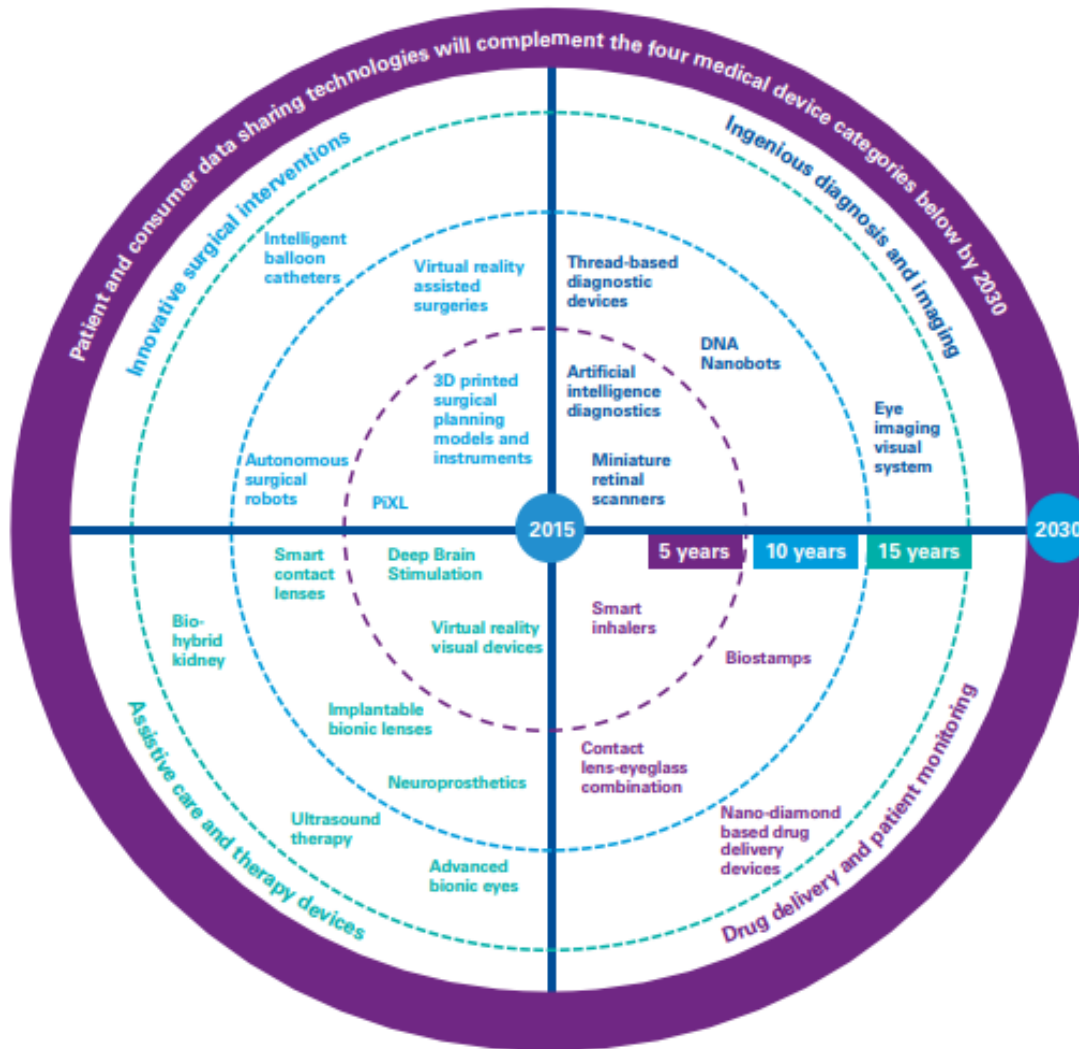 Patient and consumer data sharing technologies will complement the four medical device categories below by 2030
Innovative surgical interventions
Intelligent
balloon
catheters
Virtual reality
assisted
surgeries
3D printed
surgical
planning
models and
instruments
Autonomous
surgical
robots
PiXL
Ingenious diagnosis and imaging
Thread-based
diagnostic
devices
DNA
Nanobots
Artificial
intelligence
diagnostics
Eye
imaging
visual
system
Miniature
retinal
scanners
2015
2030
5 years
10 years
15 years
Smart
contact
lenses
Deep Brain
Stimulation
Bio-
hybrid
kidney
Virtual reality
visual devices
Implantable
bionic lenses
Neuroprosthetics
Ultrasound
therapy
Advanced
bionic eyes
Assistive care and therapy devices
Smart
inhalers
Biostamps
Contact
lens-eyeglass
combination
Nano-diamond
based drug
delivery
devices
Drug delivery and patient monitoring